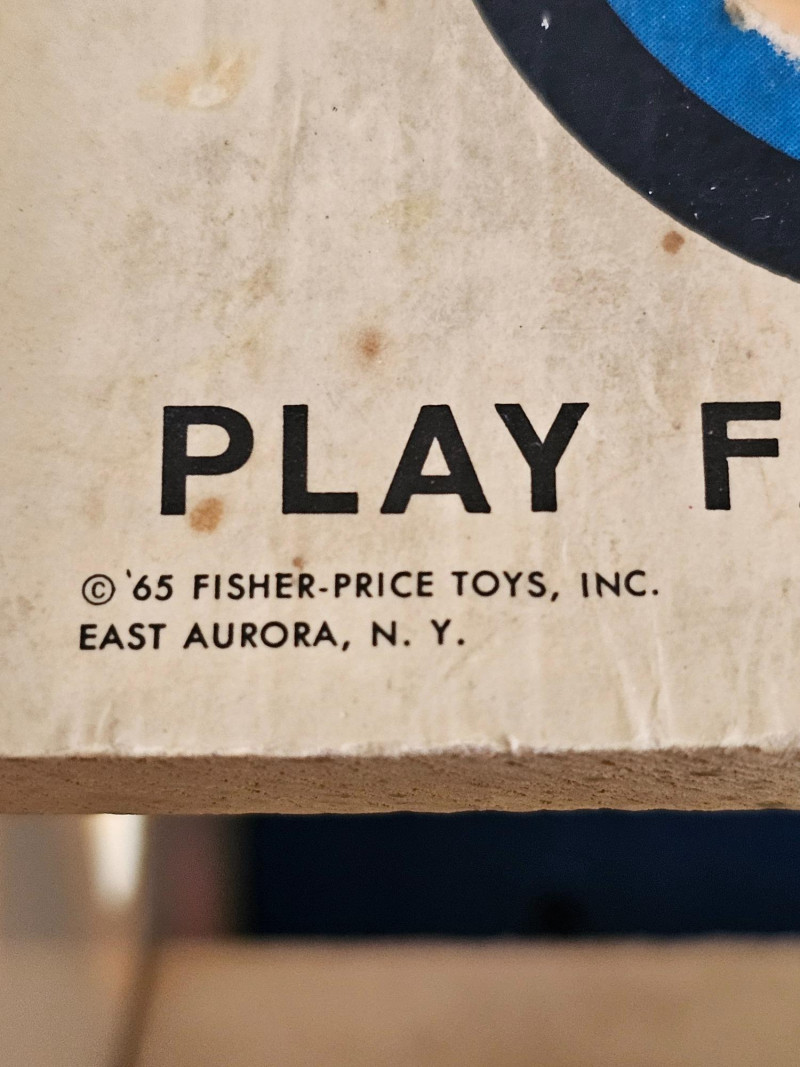 PLAY F
© '65 FISHER-PRICE TOYS, INC.
EAST AURORA, N. Y.